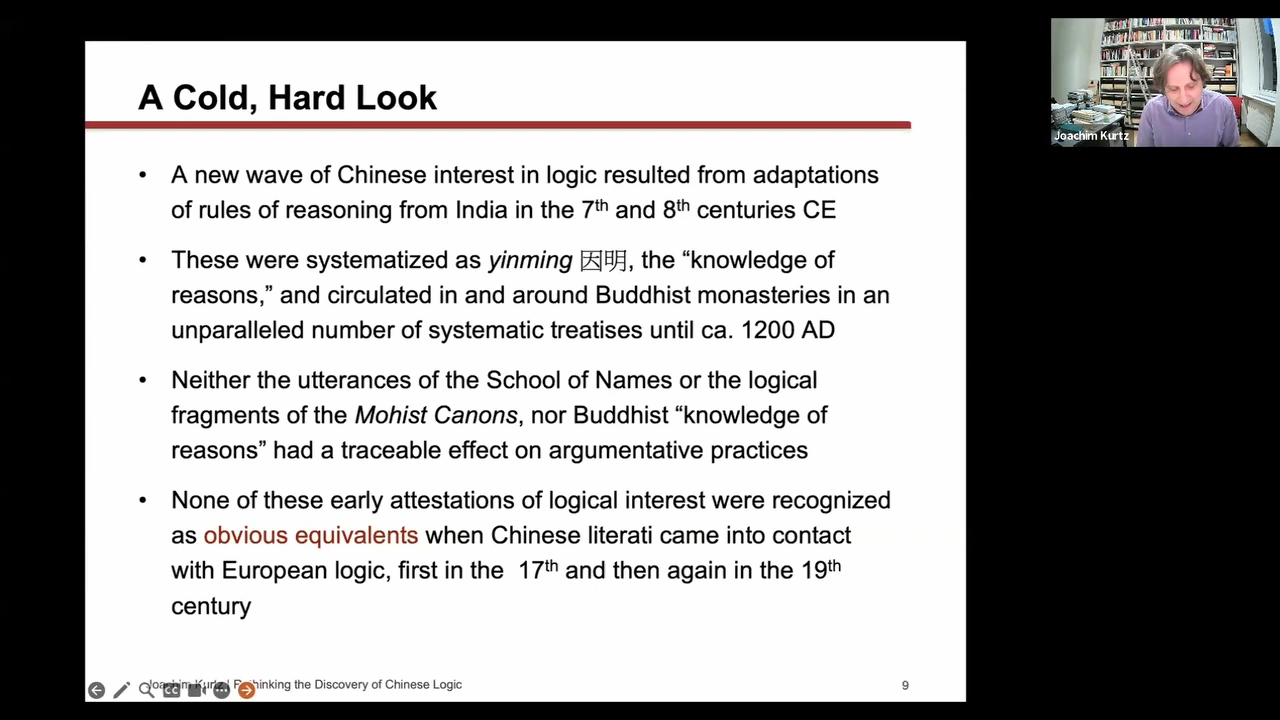 A Cold, Hard Look
• A new wave of Chinese interest in logic resulted from adaptations
of rules of reasoning from India in the 7th and 8th centuries CE
• These were systematized as yinming 因明, the “knowledge of
reasons,” and circulated in and around Buddhist monasteries in an
unparalleled number of systematic treatises until ca. 1200 AD
• Neither the utterances of the School of Names or the logical
fragments of the Mohist Canons, nor Buddhist “knowledge of
reasons” had a traceable effect on argumentative practices
• None of these early attestations of logical interest were recognized
as obvious equivalents when Chinese literati came into contact
with European logic, first in the 17th and then again in the 19th
century
Joachim Kurtz | Rethinking the Discovery of Chinese Logic
9
Joachim Kurtz